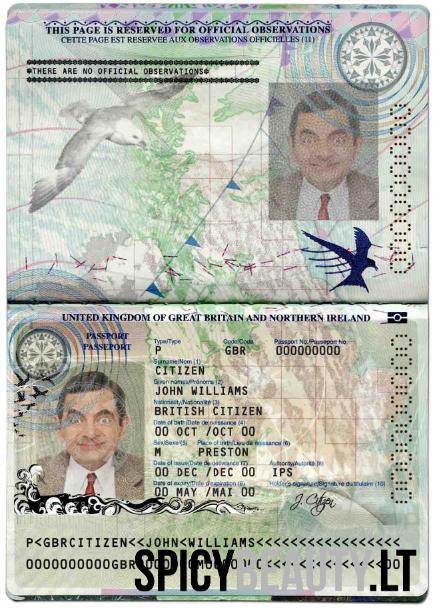 THIS PAGE IS RESERVED FOR OFFICIAL OBSERVATIONS
CETTE PAGE EST RESERVEE AUX OBSERVATIONS OFFICIELLES (11)
*THERE ARE NO OFFICIAL OBSERVATIONS*
UNITED KINGDOM OF GREAT BRITAIN AND NORTHERN IRELAND
PASSPORT
PASSEPORT
Type/Type Code/Code Passport No./Passeport No.
P GBR 000000000
Surname/Nom (1)
CITIZEN
Given names/Prénoms (2)
JOHN WILLIAMS
Nationality/Nationalité (3)
BRITISH CITIZEN
Date of birth/Date de naissance (4)
00 OCT /OCT 00
Sex/Sexe (5) Place of birth/Lieu de naissance (6)
M PRESTON
Date of issue/Date de délivrance (7) Authority/Autorité (8)
00 DEC /DEC 00 IPS
Date of expiry/Date d'expiration (9) Holder's signature/Signature du titulaire (10)
00 MAY /MAI 00
P<GBRCITIZEN<<JOHN<WILLIAMS<<<<<<<<<<<<<<<<<
0000000000GBR
SPICYBEAUTY.LT